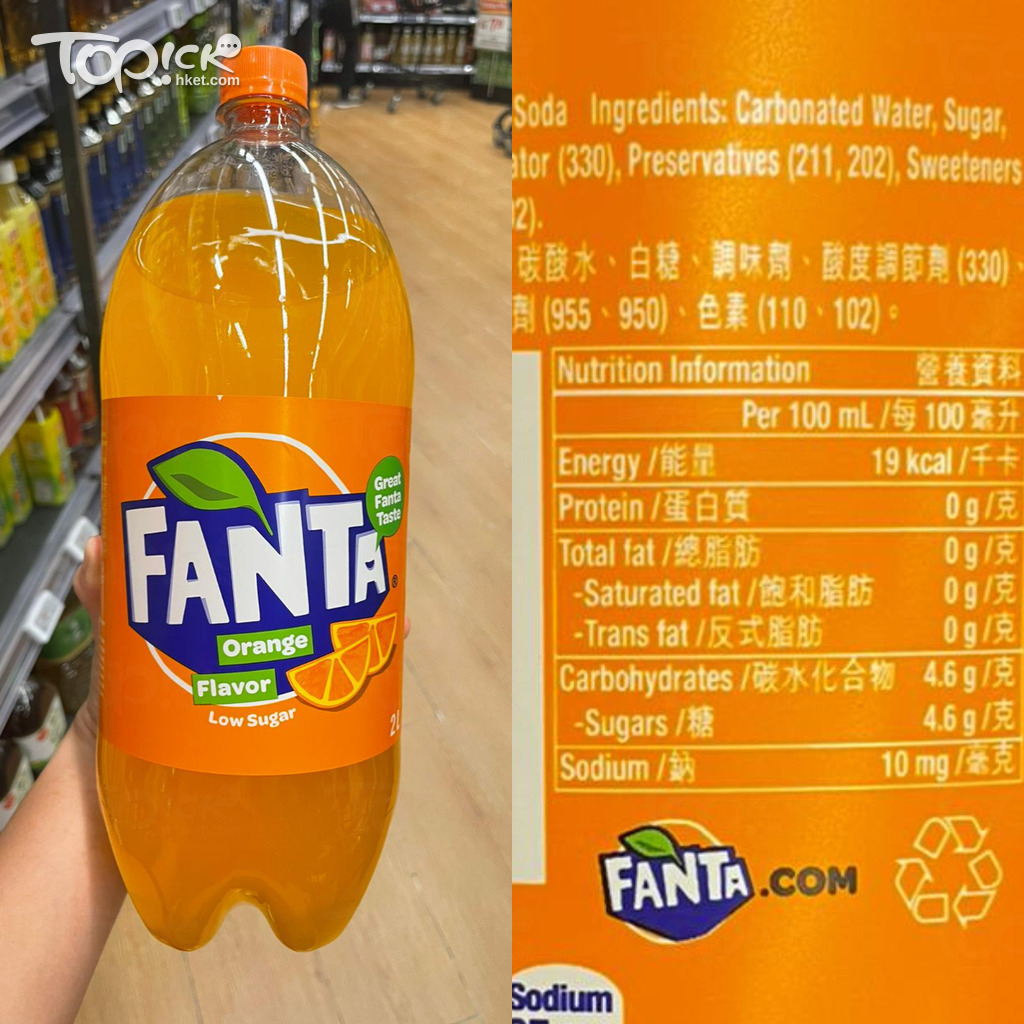 TOPICK
hket.com
Great
Fanta
Taste
FANTA®
Orange
Flavor
Low Sugar
2L
Soda Ingredients: Carbonated Water, Sugar,
(330), Preservatives (211, 202), Sweeteners
2).
碳酸水、白糖、調味劑、酸度調節劑 (330)、
劑 (955、950)、色素 (110、102)。
Nutrition Information 營養資料
Per 100 mL /每 100 毫升
Energy /能量 19 kcal /千卡
Protein /蛋白質 0 g /克
Total fat /總脂肪 0 g /克
-Saturated fat /飽和脂肪 0 g /克
-Trans fat /反式脂肪 0 g /克
Carbohydrates /碳水化合物 4.6 g /克
-Sugars /糖 4.6 g /克
Sodium /鈉 10 mg /毫克
FANTA.COM
Sodium